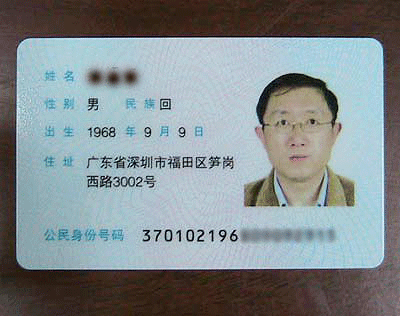 姓名
性别 男 民族 回
出生 1968 年 9 月 9 日
住址 广东省深圳市福田区笋岗
西路3002号
公民身份号码 370102196